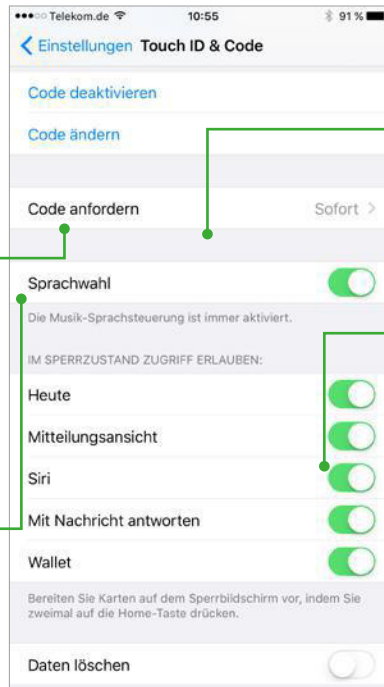 Telekom.de 10:55 91 %
Einstellungen Touch ID & Code
Code deaktivieren
Code ändern
Code anfordern Sofort
Sprachwahl
Die Musik-Sprachsteuerung ist immer aktiviert.
IM SPERRZUSTAND ZUGRIFF ERLAUBEN:
Heute
Mitteilungsansicht
Siri
Mit Nachricht antworten
Wallet
Bereiten Sie Karten auf dem Sperrbildschirm vor, indem Sie
zweimal auf die Home-Taste drücken.
Daten löschen